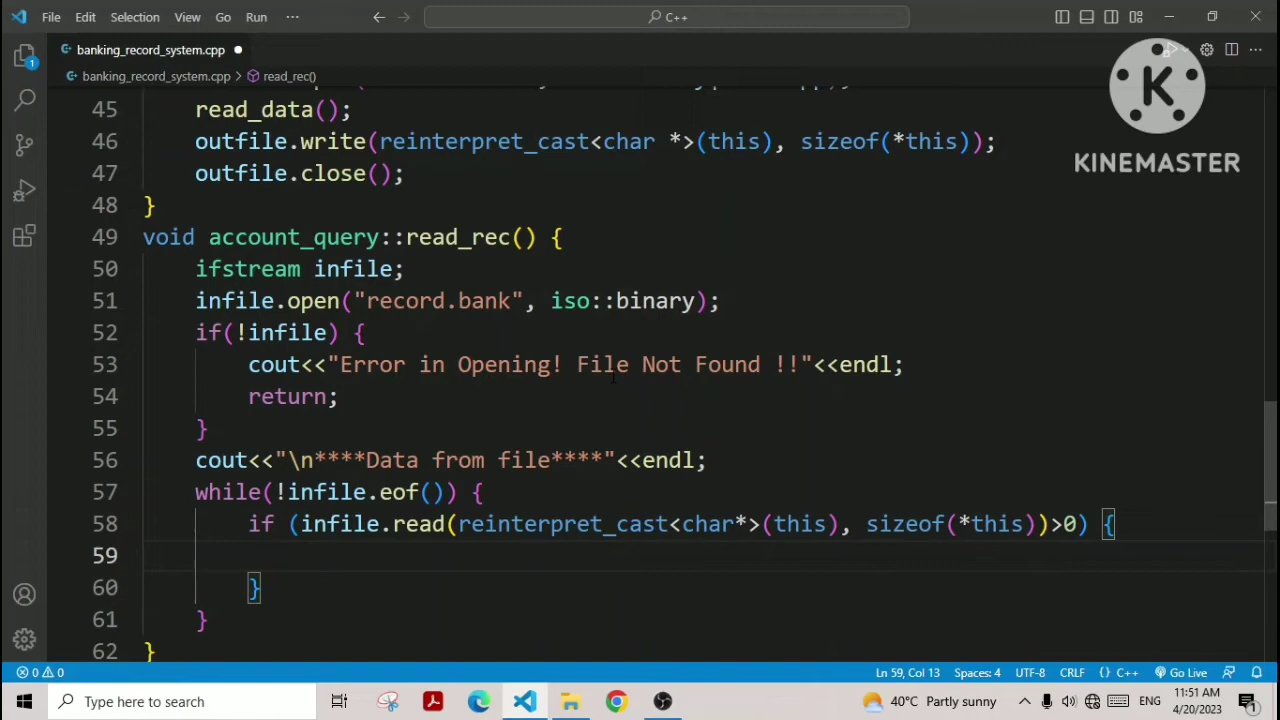 File Edit Selection View Go Run ··· C++
banking_record_system.cpp
banking_record_system.cpp > read_rec()
45 read_data();
46 outfile.write(reinterpret_cast<char *>(this), sizeof(*this));
47 outfile.close();
48 }
49 void account_query::read_rec() {
50 ifstream infile;
51 infile.open("record.bank", iso::binary);
52 if(!infile) {
53 cout<<"Error in Opening! File Not Found !!"<<endl;
54 return;
55 }
56 cout<<"\n****Data from file****"<<endl;
57 while(!infile.eof()) {
58 if (infile.read(reinterpret_cast<char*>(this), sizeof(*this))>0) {
59
60 }
61 }
62 }
K
KINEMASTER
1
0 0 Ln 59, Col 13 Spaces: 4 UTF-8 CRLF {} C++ Go Live
Type here to search 40°C Partly sunny ENG 11:51 AM 4/20/2023 1